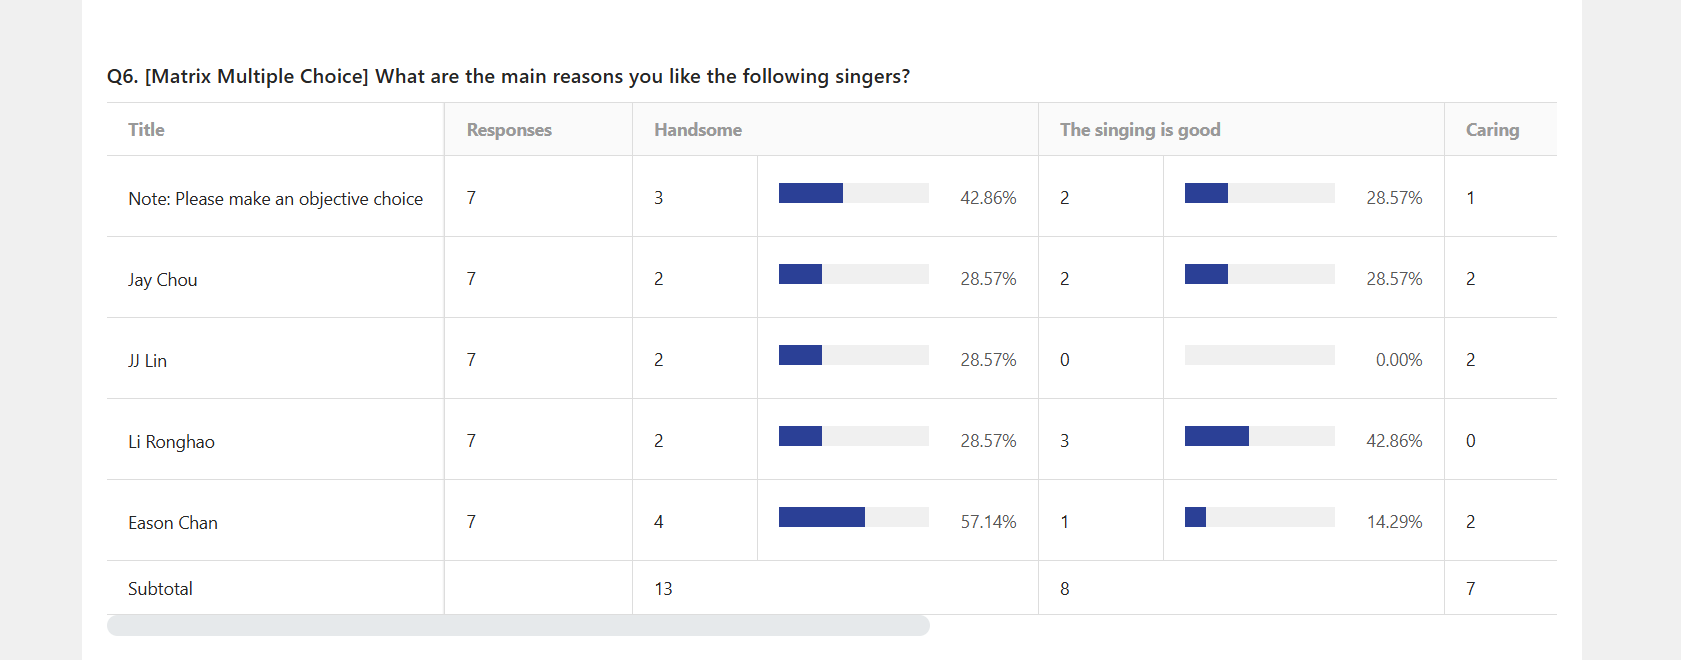 Q6. [Matrix Multiple Choice] What are the main reasons you like the following singers?
Title Responses Handsome The singing is good Caring
Note: Please make an objective choice 7 3 42.86% 2 28.57% 1
Jay Chou 7 2 28.57% 2 28.57% 2
JJ Lin 7 2 28.57% 0 0.00% 2
Li Ronghao 7 2 28.57% 3 42.86% 0
Eason Chan 7 4 57.14% 1 14.29% 2
Subtotal 13 8 7